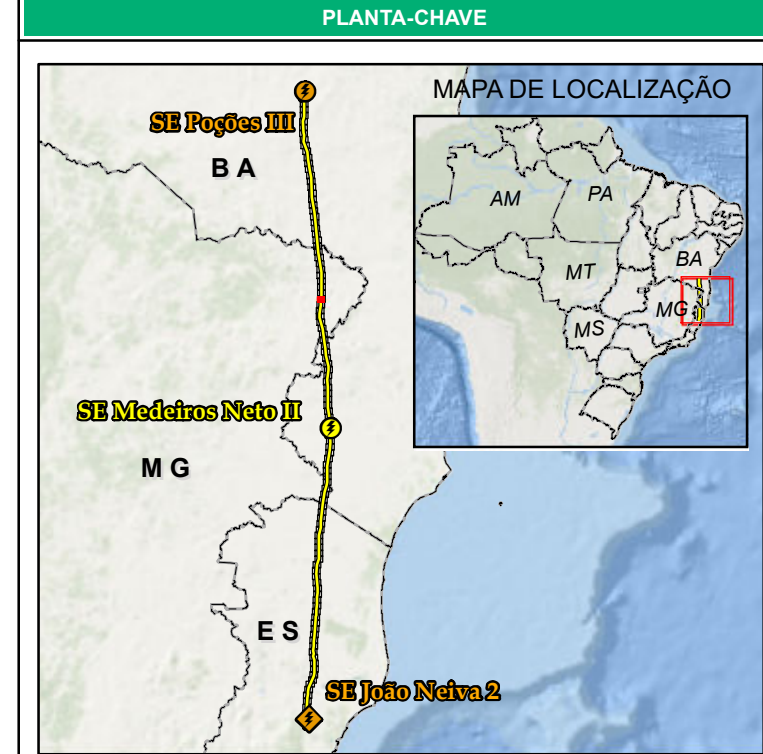 PLANTA-CHAVE
MAPA DE LOCALIZAÇÃO
SE Poções III
B A
AM
PA
BA
MT
MG
MS
SE Medeiros Neto II
M G
E S
SE João Neiva 2